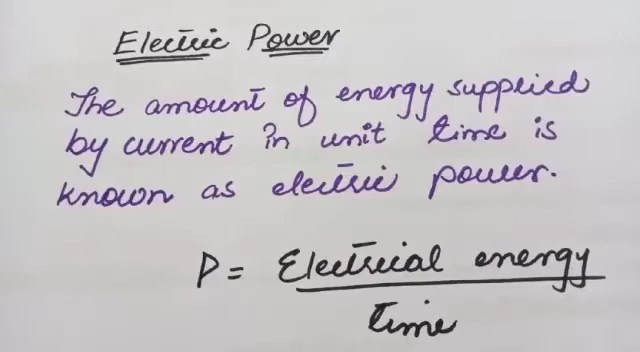 Electric Power
The amount of energy supplied
by current in unit time is
known as electric power.
P = Electrical energy
time